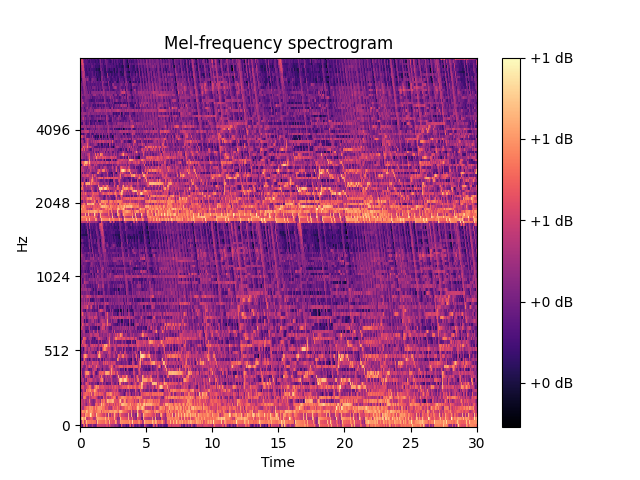 Mel-frequency spectrogram
Hz
4096
2048
1024
512
0
0 5 10 15 20 25 30
Time
+1 dB
+1 dB
+1 dB
+0 dB
+0 dB